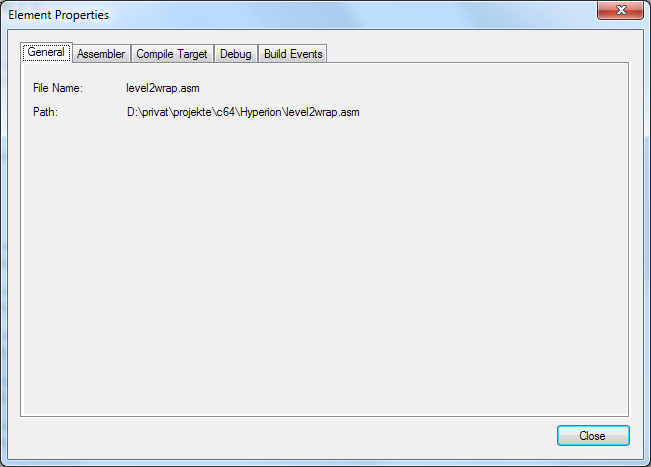 Element Properties
General Assembler Compile Target Debug Build Events
File Name: level2wrap.asm
Path: D:\privat\projekte\c64\Hyperion\level2wrap.asm
Close